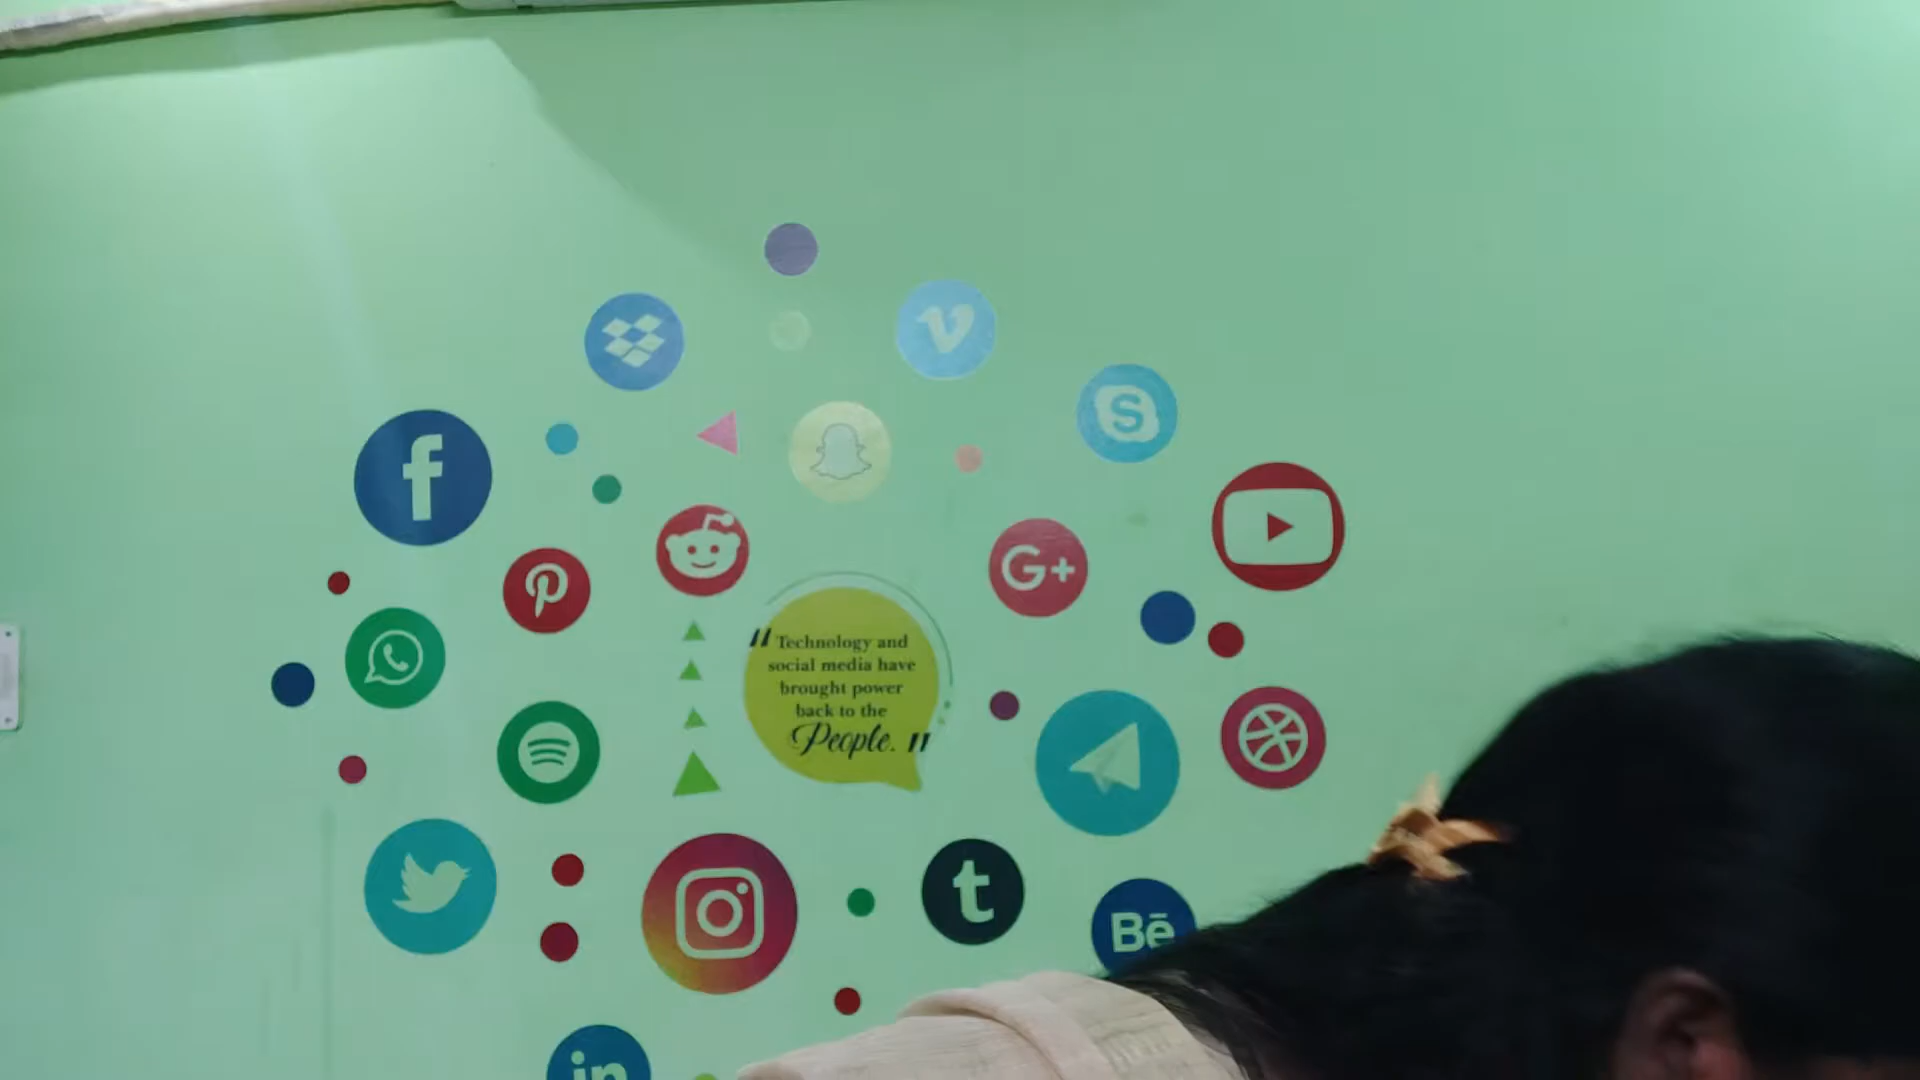 f
S
G+
"Technology and
social media have
brought power
back to the
People."
t
Bē
in